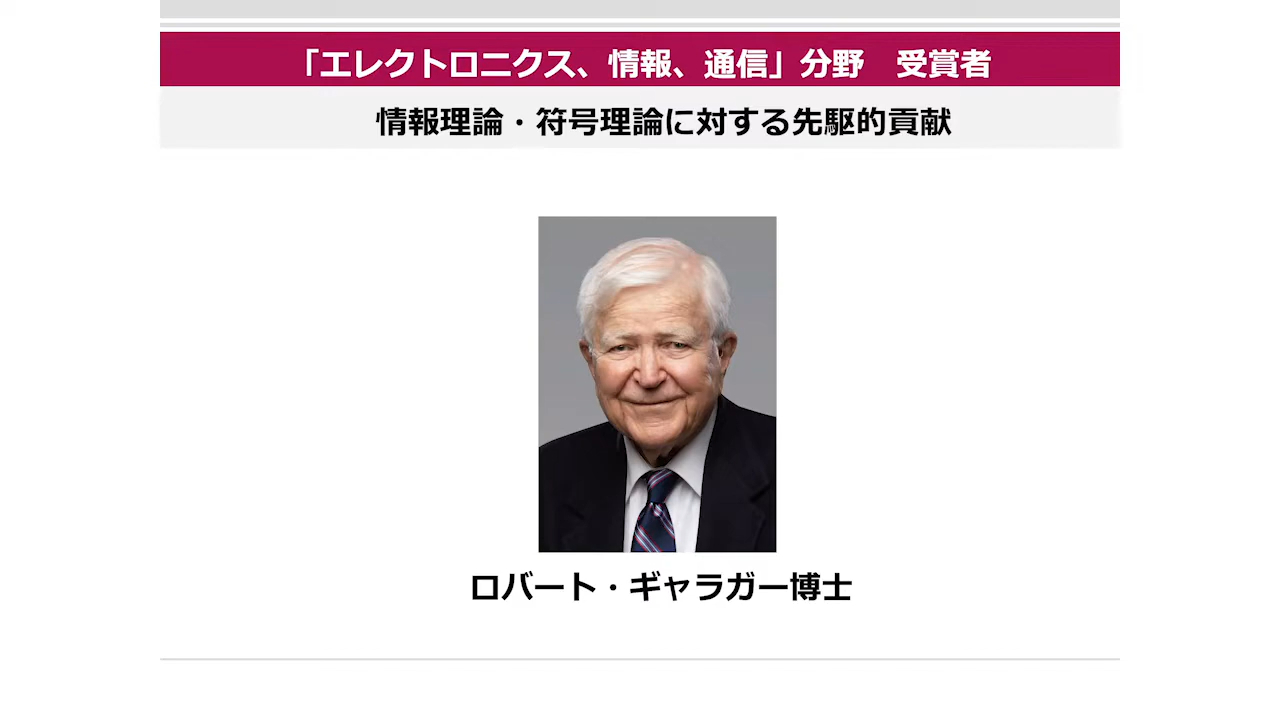 「エレクトロニクス、情報、通信」分野　受賞者
情報理論・符号理論に対する先駆的貢献
ロバート・ギャラガー博士